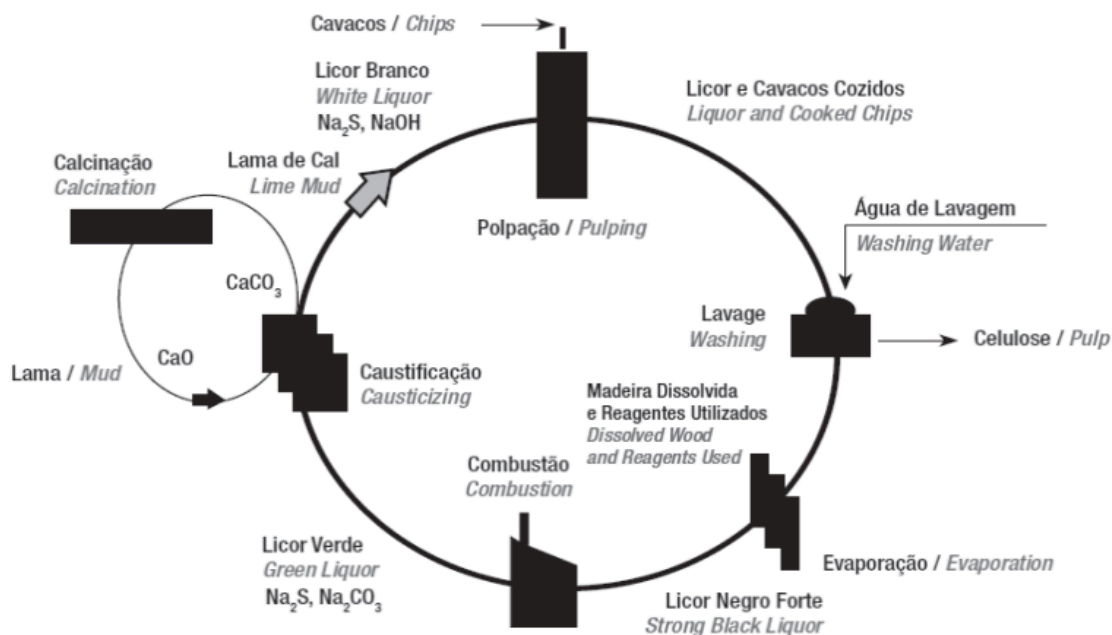 Cavacos / Chips
Licor Branco
White Liquor
Na₂S, NaOH
Licor e Cavacos Cozidos
Liquor and Cooked Chips
Calcinação
Calcination
Lama de Cal
Lime Mud
Polpação / Pulping
Água de Lavagem
Washing Water
CaCO₃
Lavage
Washing
Celulose / Pulp
CaO
Lama / Mud
Caustificação
Causticizing
Madeira Dissolvida
e Reagentes Utilizados
Dissolved Wood
and Reagents Used
Combustão
Combustion
Licor Verde
Green Liquor
Na₂S, Na₂CO₃
Evaporação / Evaporation
Licor Negro Forte
Strong Black Liquor